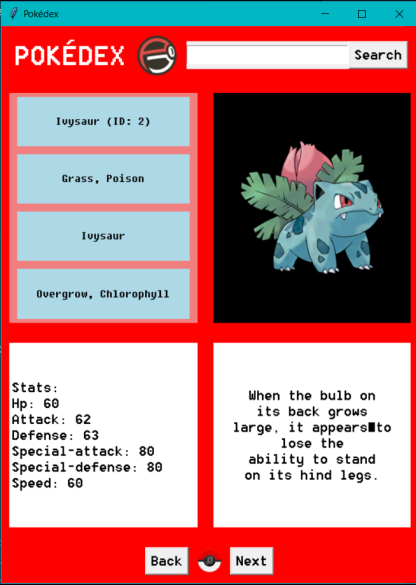 Pokédex
POKÉDEX
Search
Ivysaur (ID: 2)
Grass, Poison
Ivysaur
Overgrow, Chlorophyll
Stats:
Hp: 60
Attack: 62
Defense: 63
Special-attack: 80
Special-defense: 80
Speed: 60
When the bulb on
its back grows
large, it appears■to
lose the
ability to stand
on its hind legs.
Back
Next